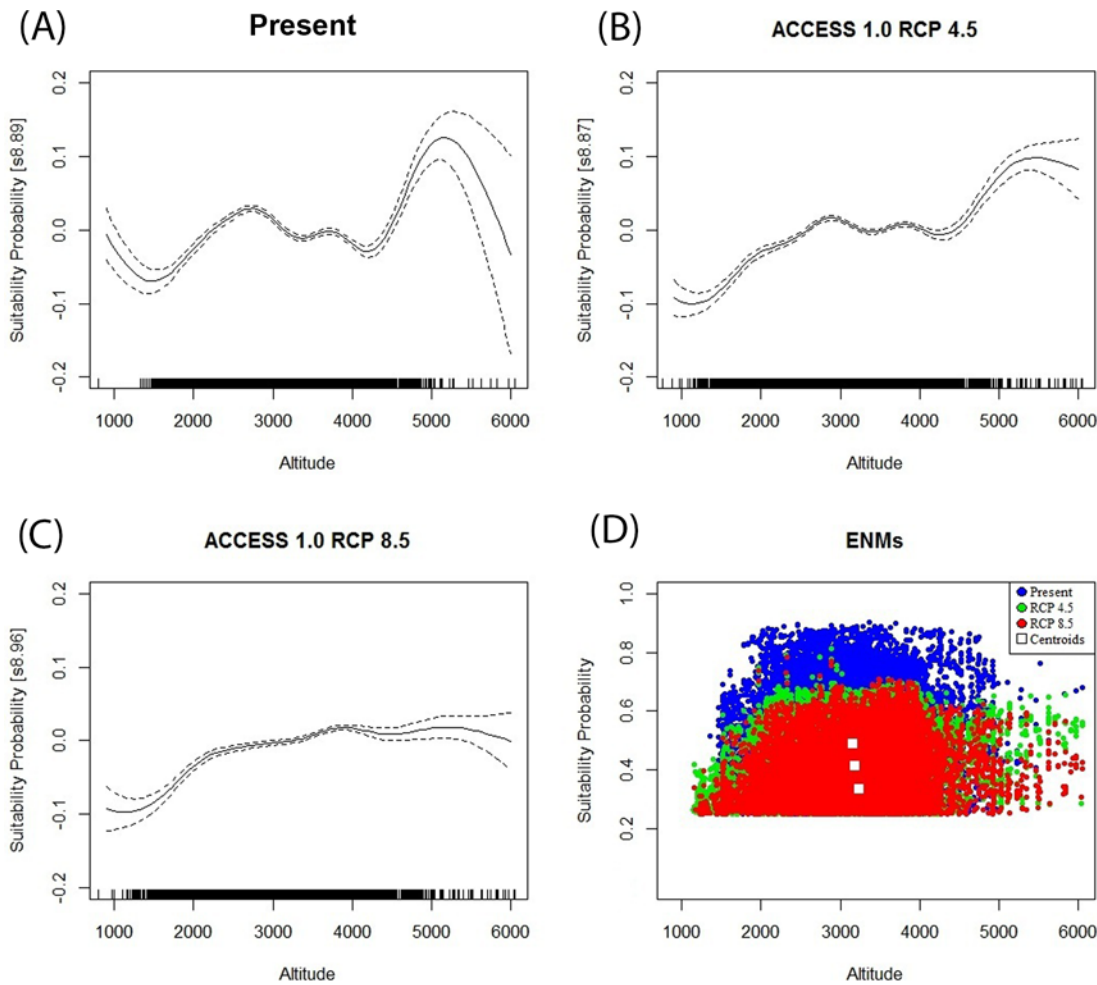 (A)
Present
Suitability Probability [s8.89]
0.2
0.1
0.0
-0.1
-0.2
1000 2000 3000 4000 5000 6000
Altitude
(B)
ACCESS 1.0 RCP 4.5
Suitability Probability [s8.87]
0.2
0.1
0.0
-0.1
-0.2
1000 2000 3000 4000 5000 6000
Altitude
(C)
ACCESS 1.0 RCP 8.5
Suitability Probability [s8.96]
0.2
0.1
0.0
-0.1
-0.2
1000 2000 3000 4000 5000 6000
Altitude
(D)
ENMs
Suitability Probability
1.0
0.8
0.6
0.4
0.2
Present
RCP 4.5
RCP 8.5
Centroids
1000 2000 3000 4000 5000 6000
Altitude